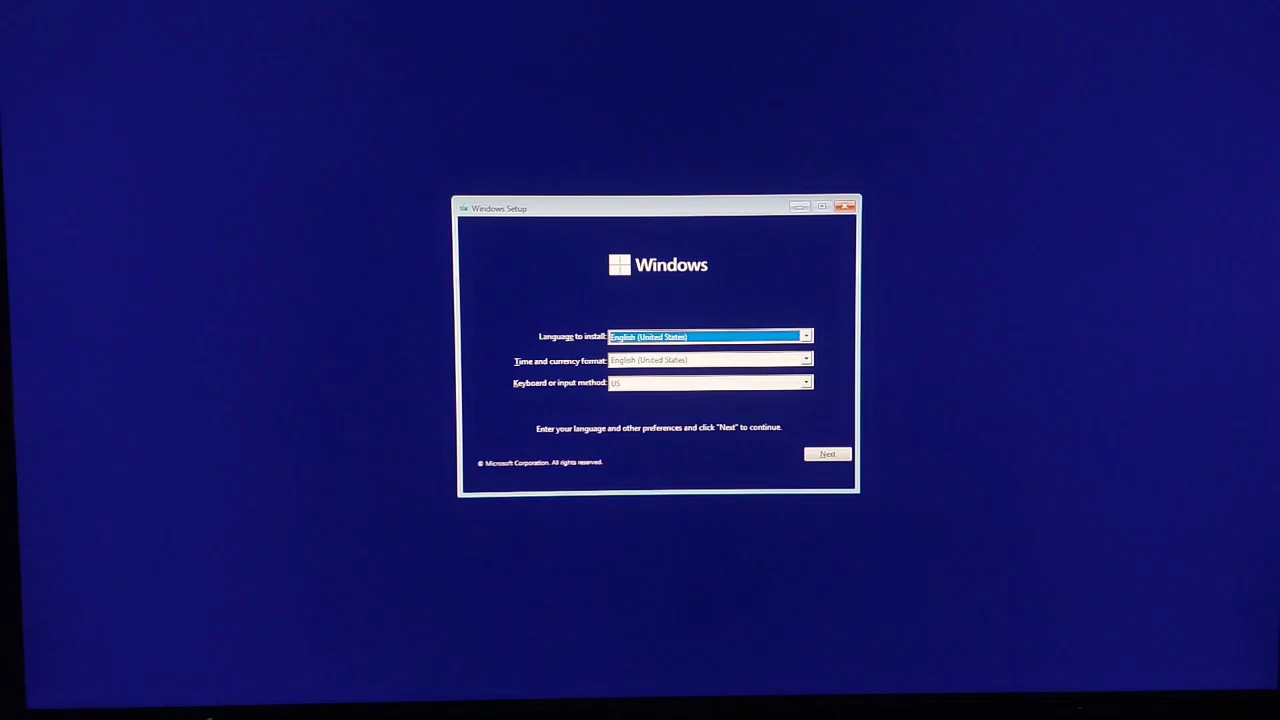 Windows Setup
Windows
Language to install: English (United States)
Time and currency format: English (United States)
Keyboard or input method: US
Enter your language and other preferences and click "Next" to continue.
Next
© Microsoft Corporation. All rights reserved.